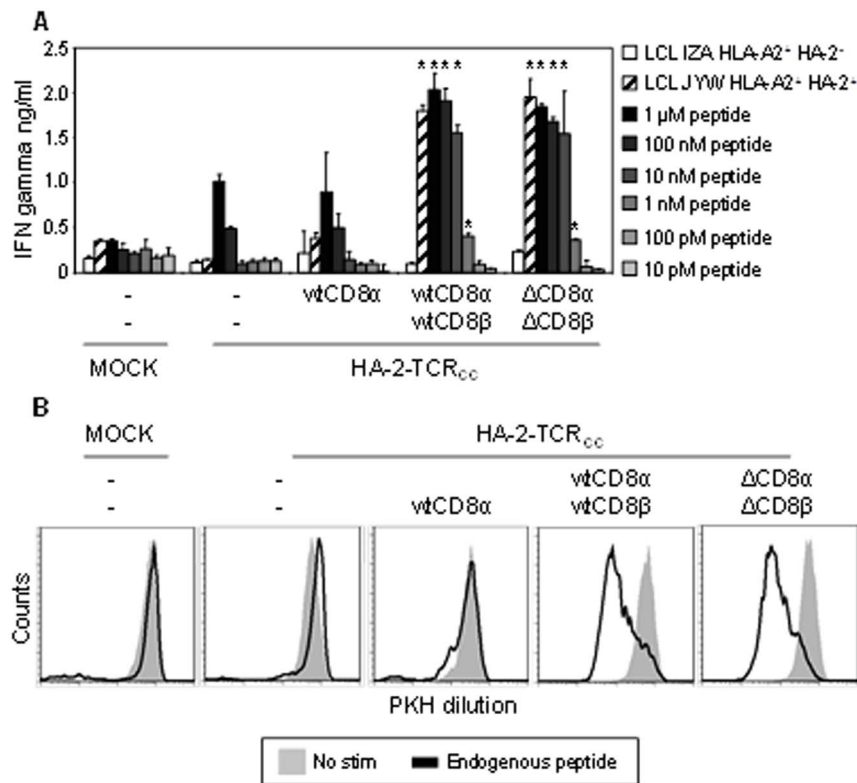 A
IFN gamma ng/ml
2.5
2.0
1.5
1.0
0.5
0
* * * * *
* * * * *
LCL IZA HLA-A2⁺ HA-2⁻
LCL JYW HLA-A2⁺ HA-2⁺
1 µM peptide
100 nM peptide
10 nM peptide
1 nM peptide
100 pM peptide
10 pM peptide
- - wtCD8α wtCD8α ΔCD8α
- - wtCD8β ΔCD8β
MOCK HA-2-TCRCC
B
MOCK HA-2-TCRCC
- - wtCD8α ΔCD8α
- - wtCD8α wtCD8β ΔCD8β
Counts
PKH dilution
No stim Endogenous peptide